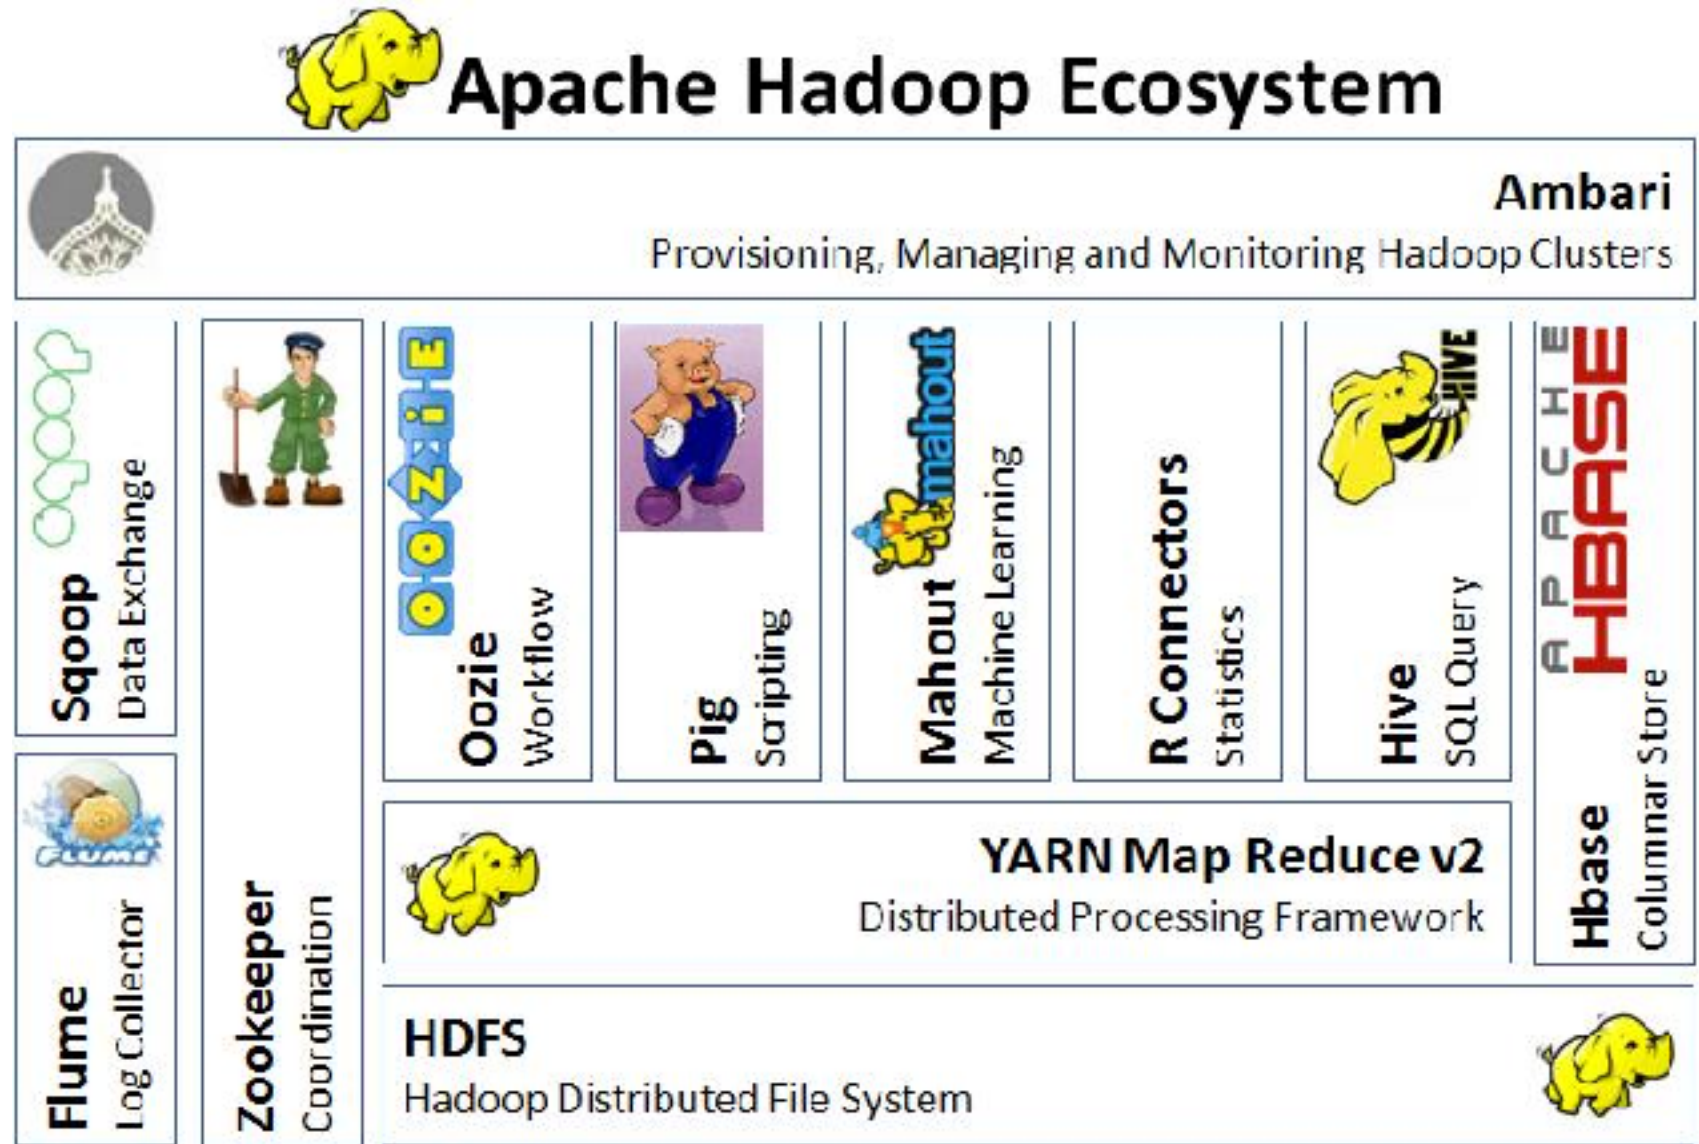 Apache Hadoop Ecosystem
Ambari
Provisioning, Managing and Monitoring Hadoop Clusters
sqoop
Sqoop
Data Exchange
FLUME
Flume
Log Collector
Zookeeper
Coordination
OOZiE
Oozie
Workflow
Pig
Scripting
mahout
Mahout
Machine Learning
R Connectors
Statistics
HIVE
Hive
SQL Query
APACHE
HBASE
Hbase
Columnar Store
YARN Map Reduce v2
Distributed Processing Framework
HDFS
Hadoop Distributed File System